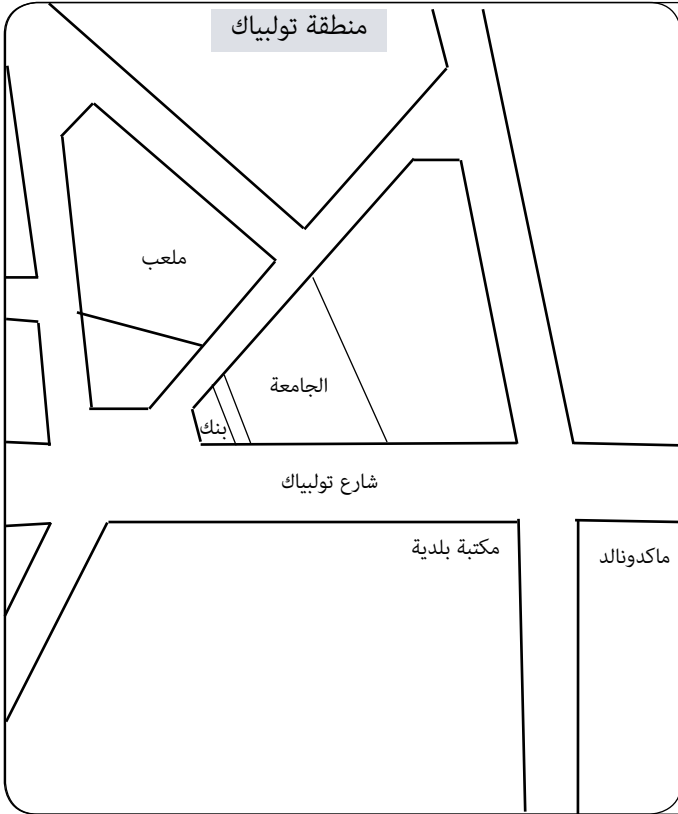 منطقة تولبياك
ملعب
الجامعة
بنك
شارع تولبياك
مكتبة بلدية
ماكدونالد